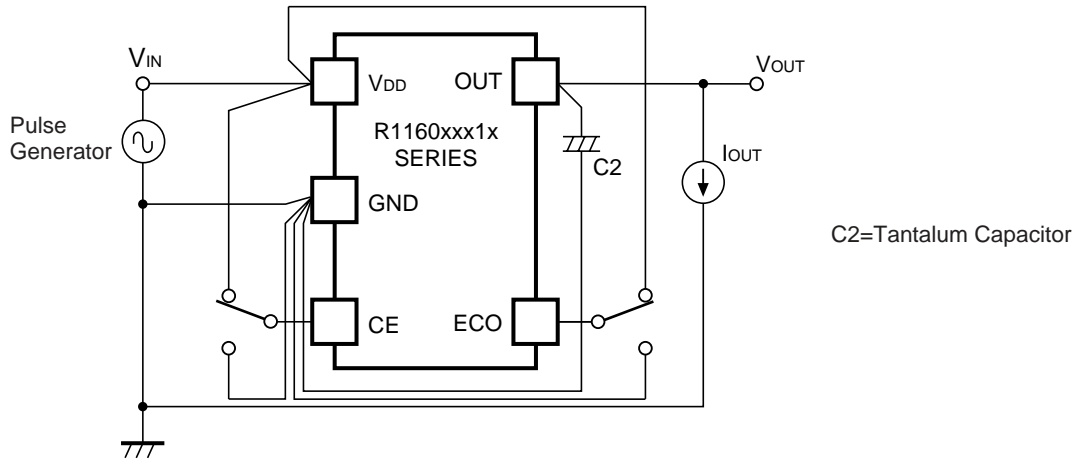 VIN
Pulse
Generator
VDD
OUT
VOUT
R1160xxx1x
SERIES
C2
IOUT
GND
C2=Tantalum Capacitor
CE
ECO